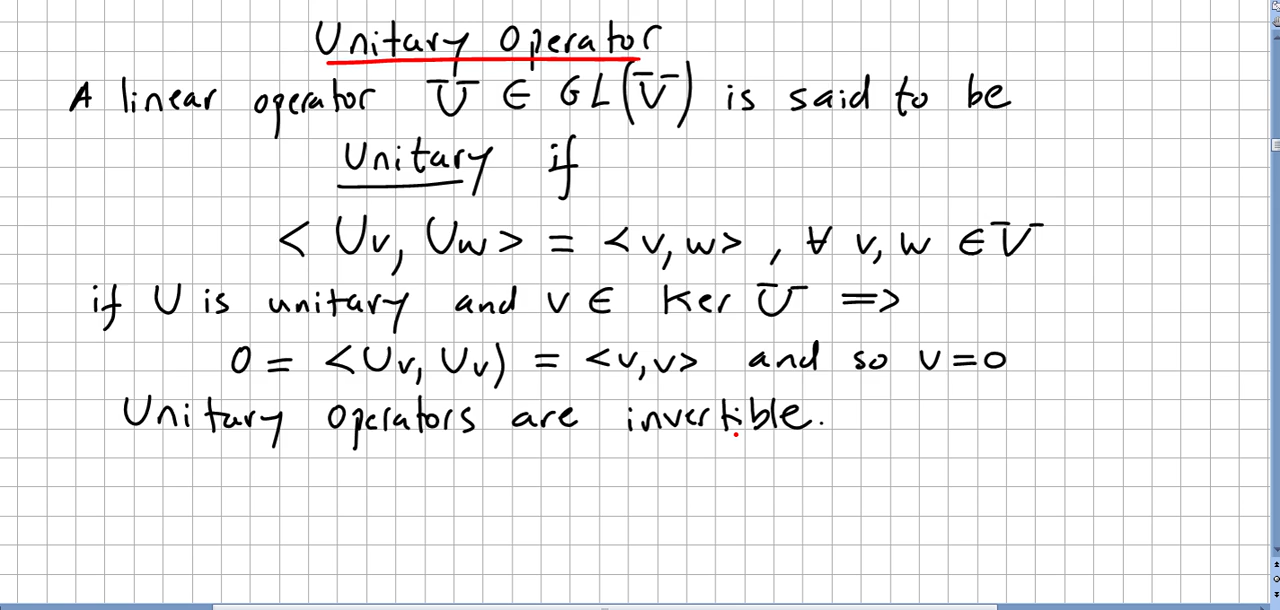 Unitary Operator
A linear operator U ∈ GL(V) is said to be
Unitary if
< Uv, Uw > = < v, w > , ∀ v, w ∈ V
if U is unitary and v ∈ Ker U =>
0 = < Uv, Uv ) = < v, v > and so v = 0
Unitary operators are invertible.